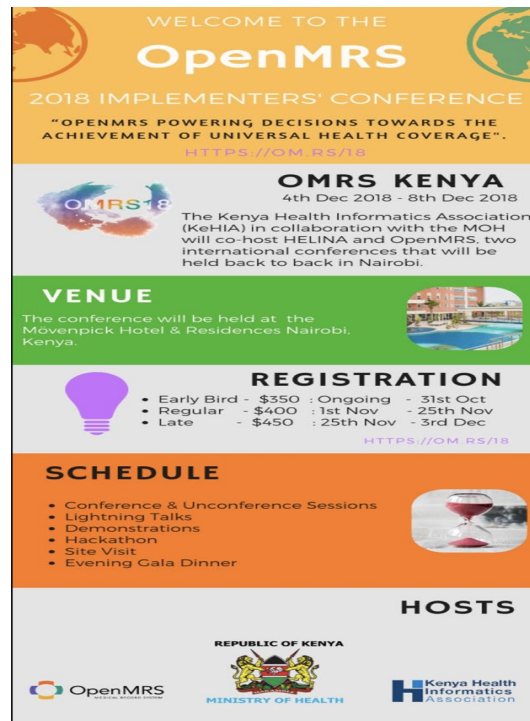 WELCOME TO THE
OpenMRS
2018 IMPLEMENTERS' CONFERENCE
"OPENMRS POWERING DECISIONS TOWARDS THE
ACHIEVEMENT OF UNIVERSAL HEALTH COVERAGE".
HTTPS://OM.RS/18
OMRS18
OMRS KENYA
4th Dec 2018 - 8th Dec 2018
The Kenya Health Informatics Association
(KeHIA) in collaboration with the MOH
will co-host HELINA and OpenMRS, two
international conferences that will be
held back to back in Nairobi.
VENUE
The conference will be held at the
Mövenpick Hotel & Residences Nairobi,
Kenya.
REGISTRATION
• Early Bird - $350 : Ongoing - 31st Oct
• Regular - $400 : 1st Nov - 25th Nov
• Late - $450 : 25th Nov - 3rd Dec
HTTPS://OM.RS/18
SCHEDULE
• Conference & Unconference Sessions
• Lightning Talks
• Demonstrations
• Hackathon
• Site Visit
• Evening Gala Dinner
HOSTS
REPUBLIC OF KENYA
MINISTRY OF HEALTH
OpenMRS
MEDICAL RECORD SYSTEM
Kenya Health
Informatics
Association